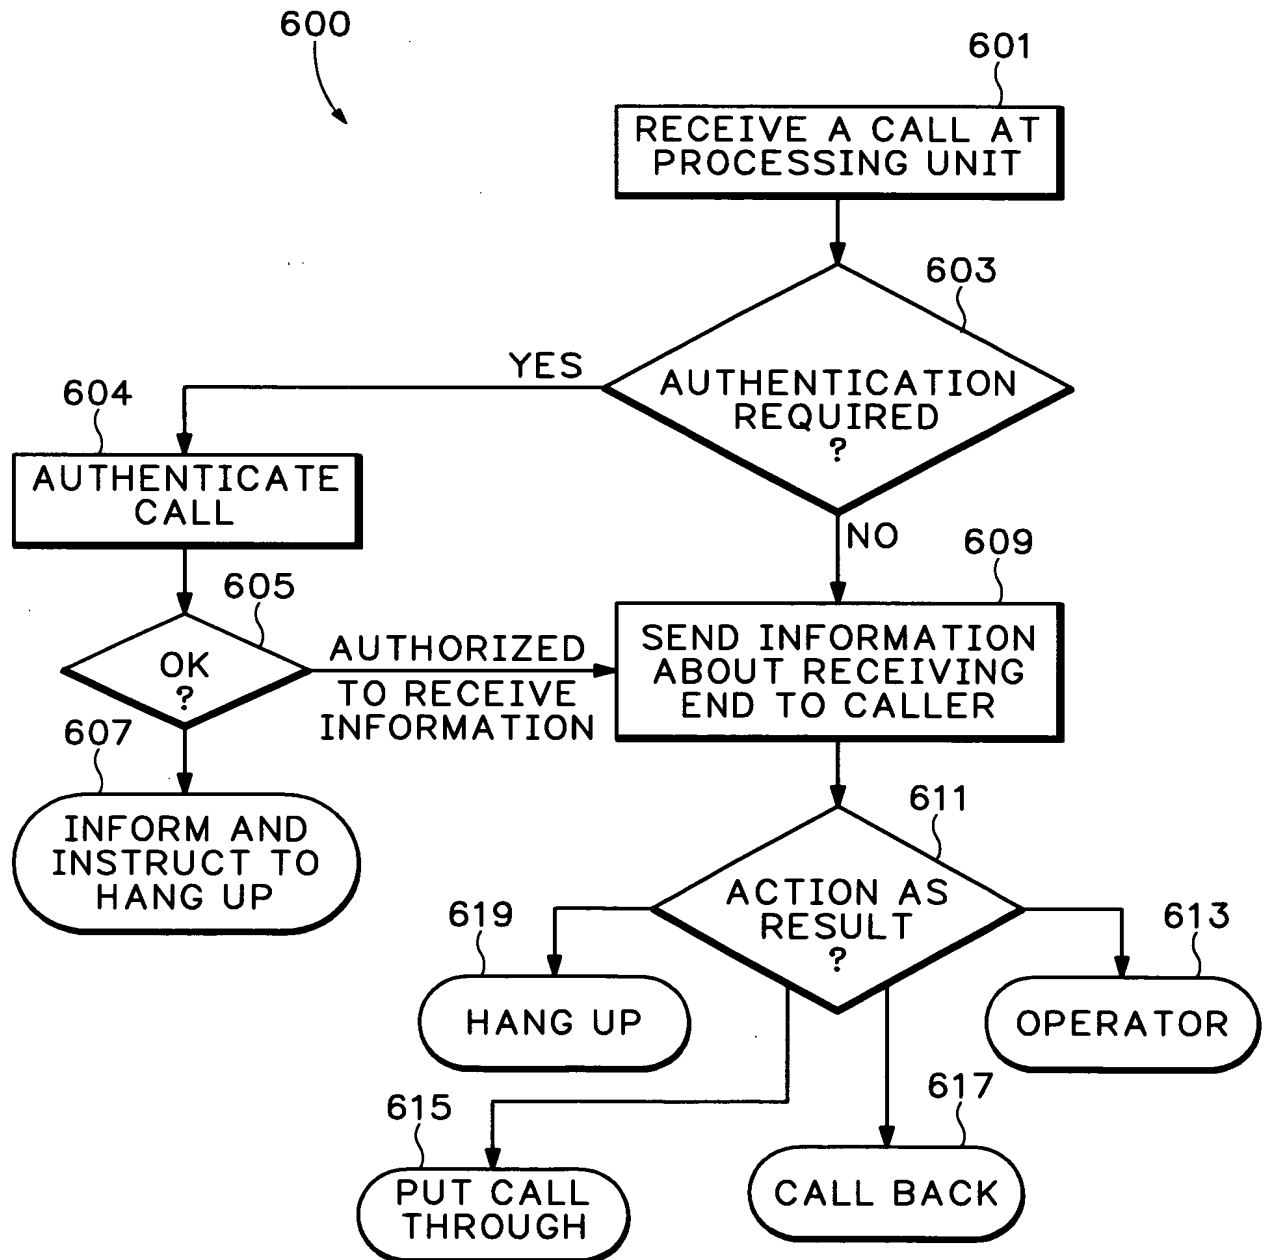 600
601
RECEIVE A CALL AT
PROCESSING UNIT
603
AUTHENTICATION
REQUIRED
?
YES
604
AUTHENTICATE
CALL
NO
605
OK
?
AUTHORIZED
TO RECEIVE
INFORMATION
609
SEND INFORMATION
ABOUT RECEIVING
END TO CALLER
607
INFORM AND
INSTRUCT TO
HANG UP
611
ACTION AS
RESULT
?
619
HANG UP
613
OPERATOR
615
PUT CALL
THROUGH
617
CALL BACK